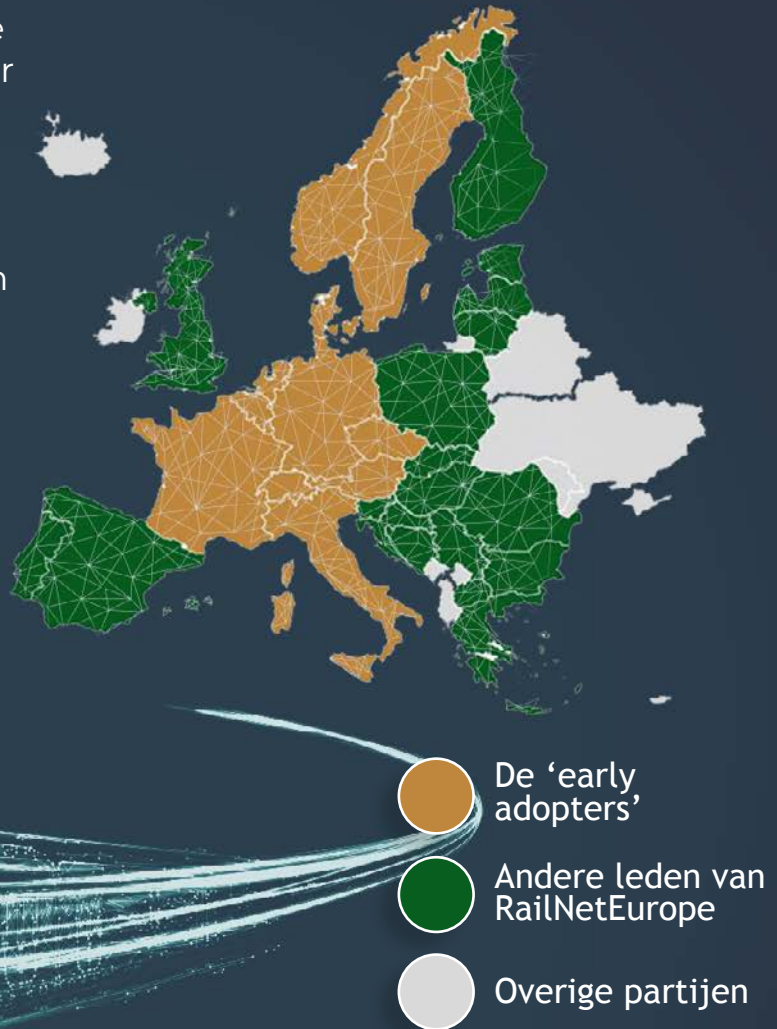 e
r
n
De ‘early
adopters’
Andere leden van
RailNetEurope
Overige partijen